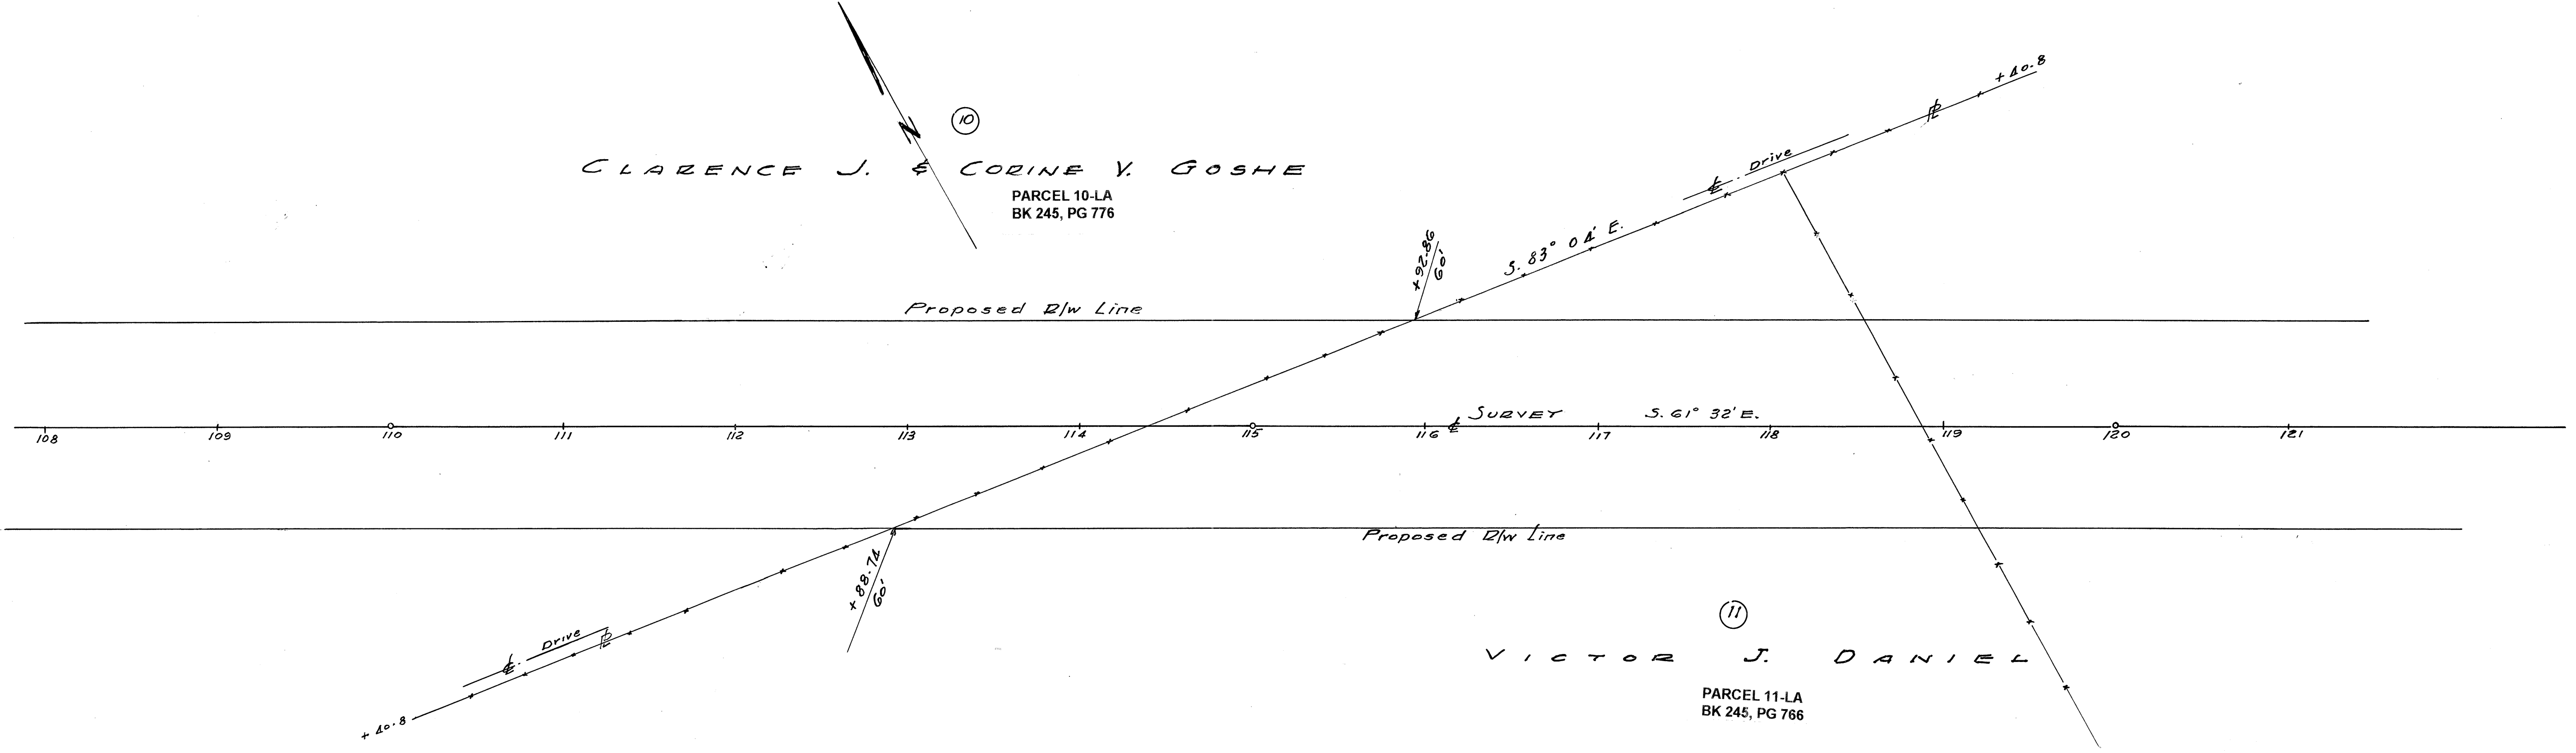 + 40.8
℄. Drive
⅊
N
10
CLARENCE J. & CORINE V. GOSHE
PARCEL 10-LA
BK 245, PG 776
S. 83° 04' E.
+92.86
60'
Proposed R/W Line
℄ SURVEY S. 61° 32' E.
108 109 110 111 112 113 114 115 116 117 118 119 120 121
Proposed R/W Line
+88.74
60'
℄. Drive
⅊
+ 40.8
11
VICTOR J. DANIEL
PARCEL 11-LA
BK 245, PG 766